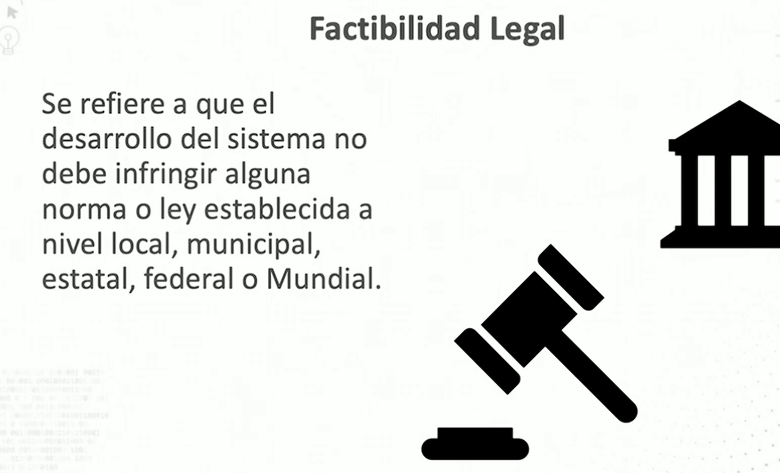 Factibilidad Legal
Se refiere a que el
desarrollo del sistema no
debe infringir alguna
norma o ley establecida a
nivel local, municipal,
estatal, federal o Mundial.